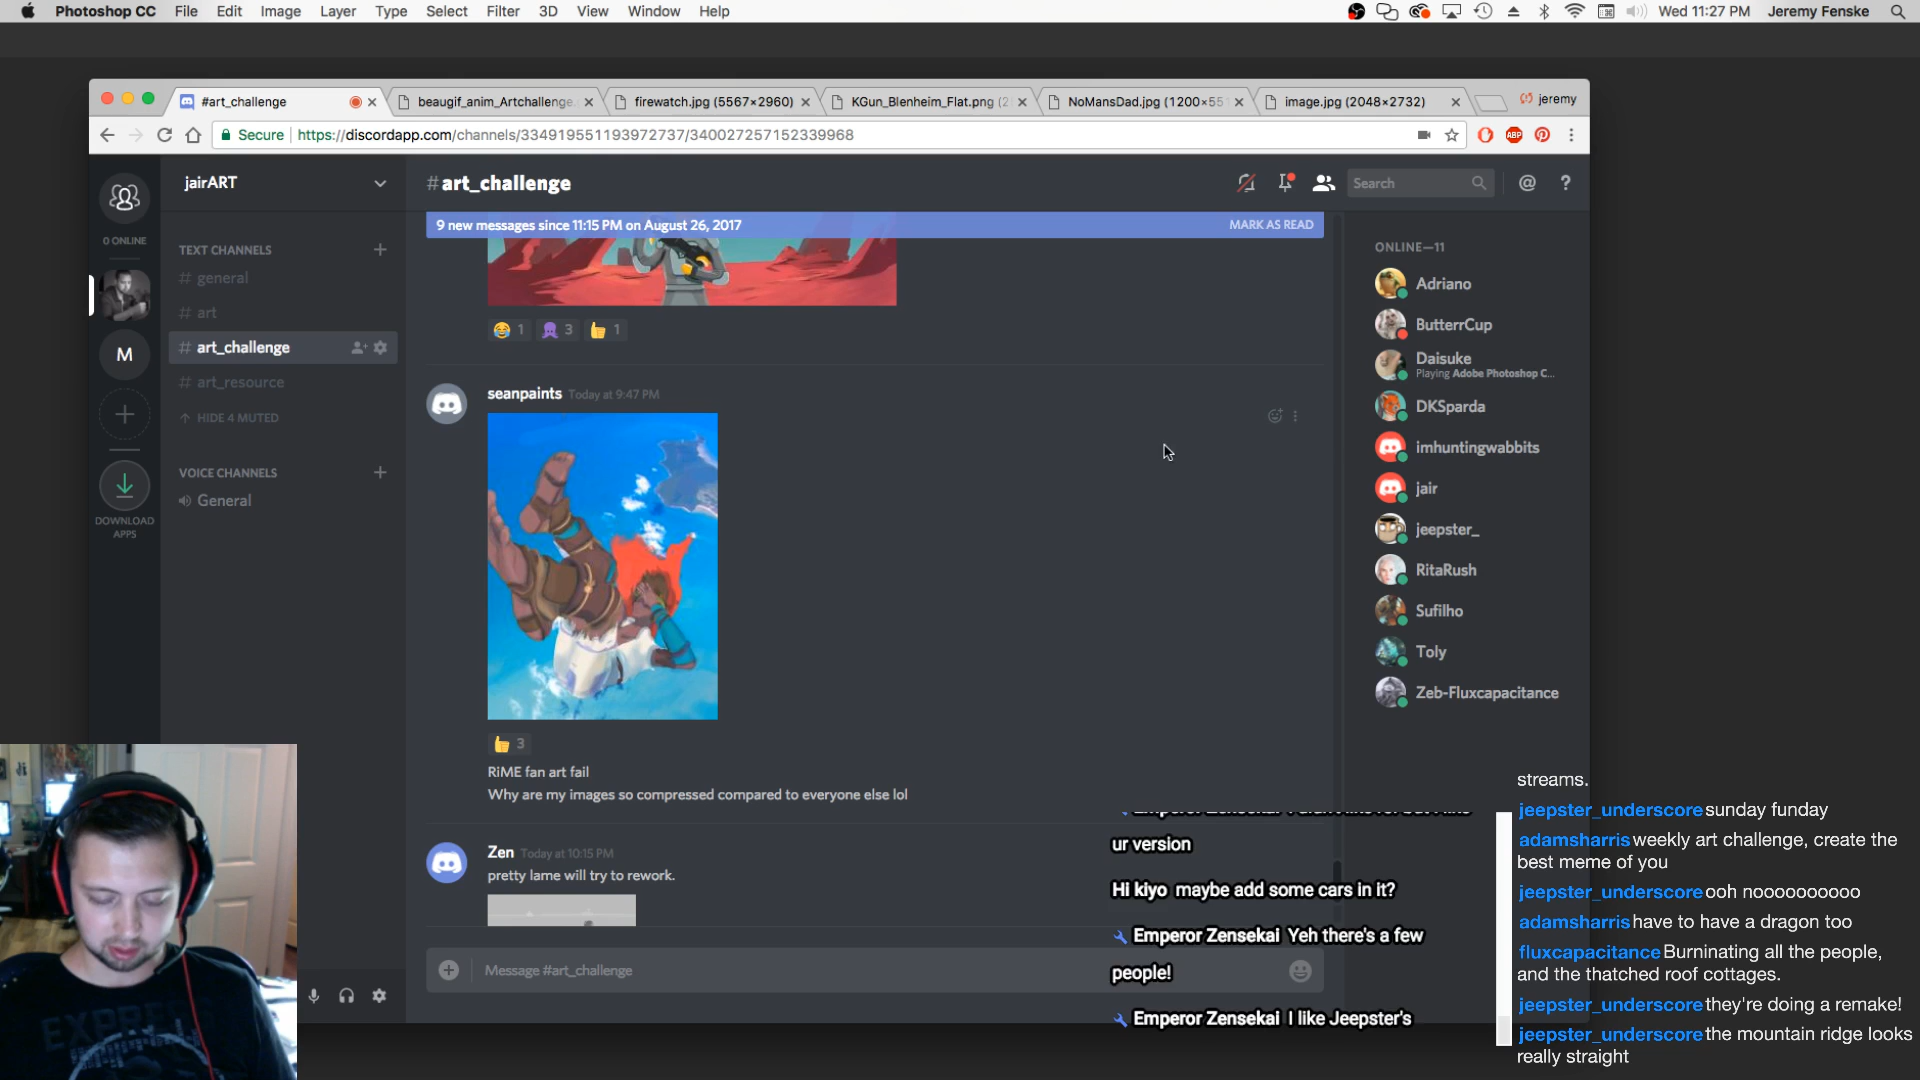 Photoshop CC File Edit Image Layer Type Select Filter 3D View Window Help Wed 11:27 PM Jeremy Fenske
#art_challenge beaugif_anim_Artchallenge. firewatch.jpg (5567×2960) KGun_Blenheim_Flat.png (2 NoMansDad.jpg (1200×55 image.jpg (2048×2732) jeremy
Secure https://discordapp.com/channels/334919551193972737/340027257152339968 ABP
jairART #art_challenge Search @ ?
9 new messages since 11:15 PM on August 26, 2017 MARK AS READ
0 ONLINE
M
DOWNLOAD
APPS
TEXT CHANNELS
# general
# art
# art_challenge
# art_resource
HIDE 4 MUTED
VOICE CHANNELS
General
1 3 1
seanpaints Today at 9:47 PM
3
RiME fan art fail
Why are my images so compressed compared to everyone else lol
Zen Today at 10:15 PM
pretty lame will try to rework.
Message #art_challenge
ONLINE—11
Adriano
ButterrCup
Daisuke
Playing Adobe Photoshop C...
DKSparda
imhuntingwabbits
jair
jeepster_
RitaRush
Sufilho
Toly
Zeb-Fluxcapacitance
ur version
Hi kiyo maybe add some cars in it?
Emperor Zensekai Yeh there's a few
people!
Emperor Zensekai I like Jeepster's
streams.
jeepster_underscore sunday funday
adamsharris weekly art challenge, create the
best meme of you
jeepster_underscore ooh noooooooooo
adamsharris have to have a dragon too
fluxcapacitance Burninating all the people,
and the thatched roof cottages.
jeepster_underscore they're doing a remake!
jeepster_underscore the mountain ridge looks
really straight